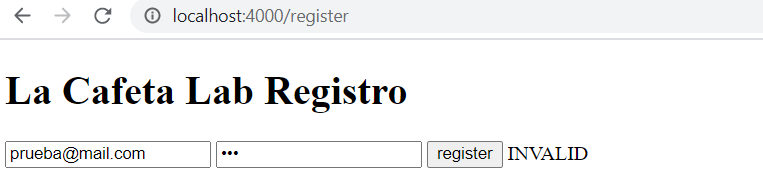 localhost:4000/register
La Cafeta Lab Registro
prueba@mail.com ••• register INVALID